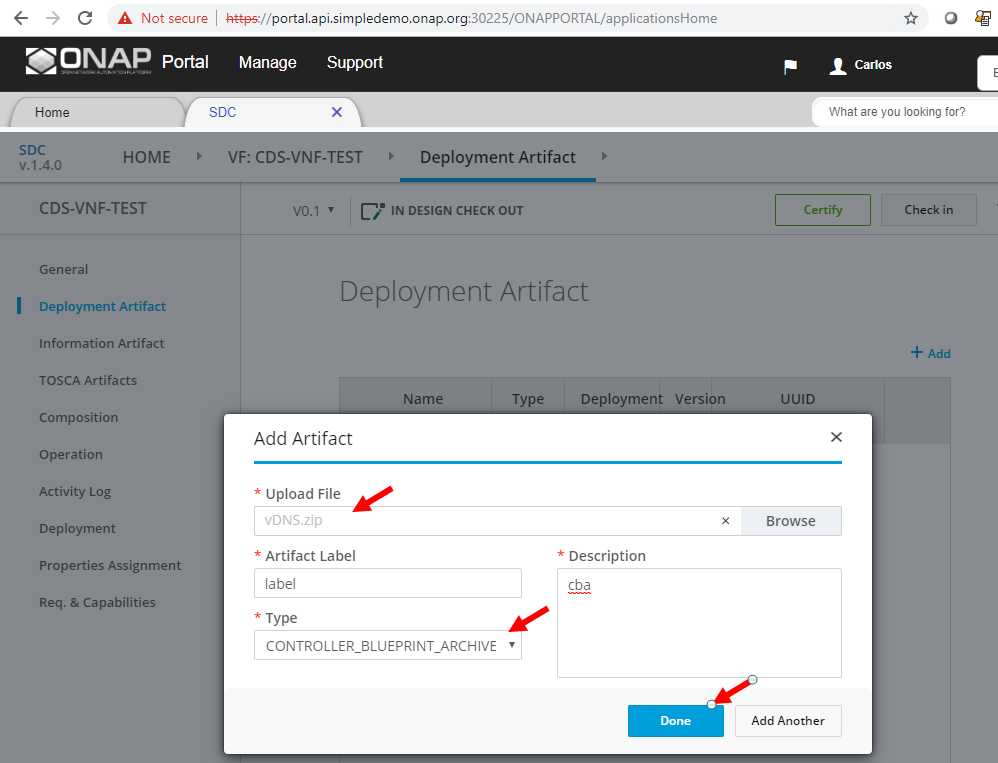 Not secure https://portal.api.simpledemo.onap.org:30225/ONAPPORTAL/applicationsHome
ONAP Portal Manage Support Carlos
OPEN NETWORK AUTOMATION PLATFORM
Home SDC What are you looking for?
SDC
v.1.4.0
HOME VF: CDS-VNF-TEST Deployment Artifact
CDS-VNF-TEST V0.1 IN DESIGN CHECK OUT Certify Check in
General
Deployment Artifact
Information Artifact
TOSCA Artifacts
Composition
Operation
Activity Log
Deployment
Properties Assignment
Req. & Capabilities
Deployment Artifact
+ Add
Name Type Deployment Version UUID
Add Artifact
* Upload File
vDNS.zip Browse
* Artifact Label
label
* Type
CONTROLLER_BLUEPRINT_ARCHIVE
* Description
cba
Done Add Another